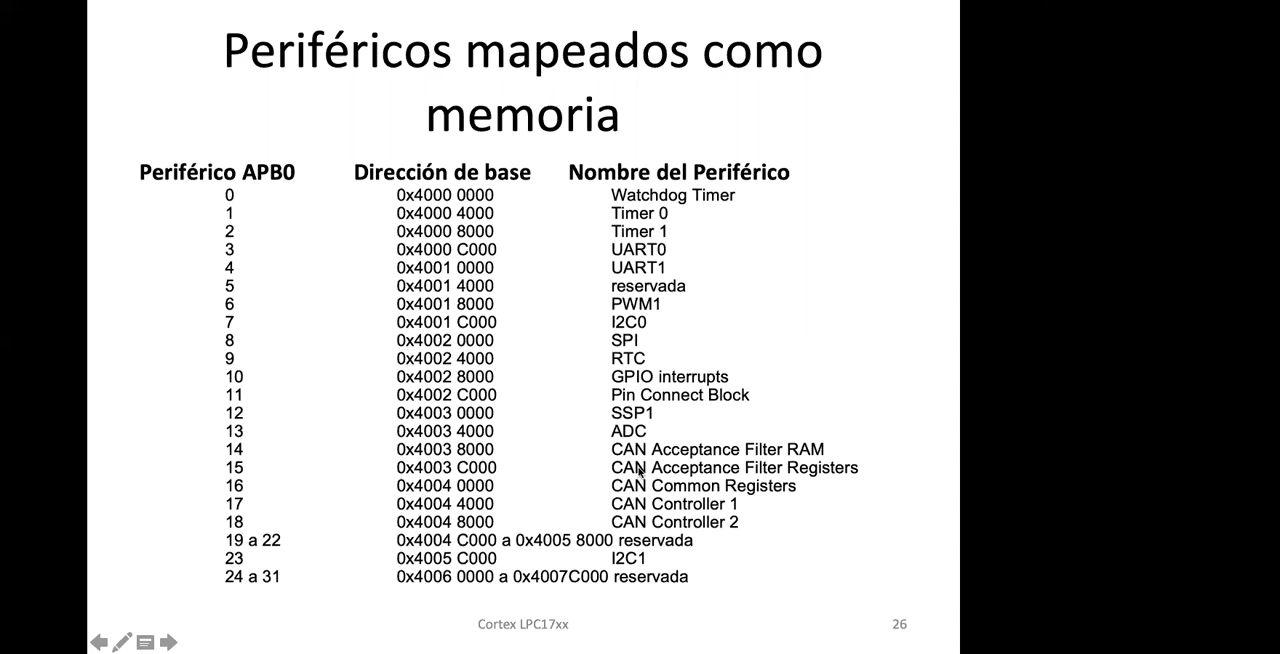 Periféricos mapeados como
memoria
Periférico APB0 Dirección de base Nombre del Periférico
0 0x4000 0000 Watchdog Timer
1 0x4000 4000 Timer 0
2 0x4000 8000 Timer 1
3 0x4000 C000 UART0
4 0x4001 0000 UART1
5 0x4001 4000 reservada
6 0x4001 8000 PWM1
7 0x4001 C000 I2C0
8 0x4002 0000 SPI
9 0x4002 4000 RTC
10 0x4002 8000 GPIO interrupts
11 0x4002 C000 Pin Connect Block
12 0x4003 0000 SSP1
13 0x4003 4000 ADC
14 0x4003 8000 CAN Acceptance Filter RAM
15 0x4003 C000 CAN Acceptance Filter Registers
16 0x4004 0000 CAN Common Registers
17 0x4004 4000 CAN Controller 1
18 0x4004 8000 CAN Controller 2
19 a 22 0x4004 C000 a 0x4005 8000 reservada
23 0x4005 C000 I2C1
24 a 31 0x4006 0000 a 0x4007C000 reservada
Cortex LPC17xx 26